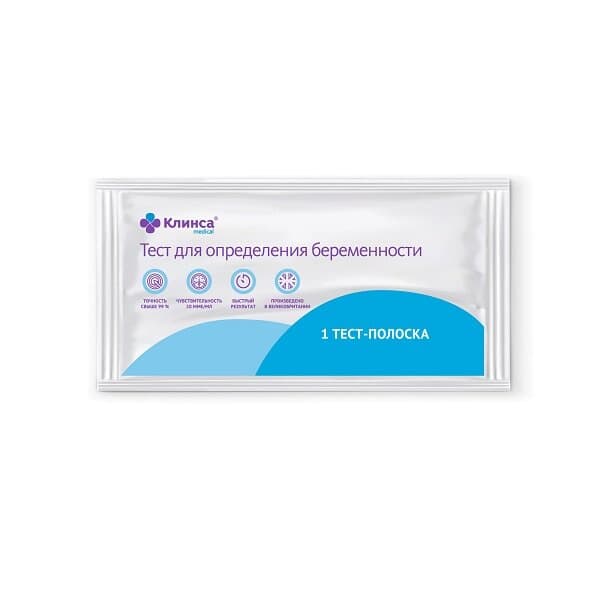 Клинса®
medical
Тест для определения беременности
ТОЧНОСТЬ
СВЫШЕ 99 %
ЧУВСТВИТЕЛЬНОСТЬ
10 ММЕ/МЛ
БЫСТРЫЙ
РЕЗУЛЬТАТ
ПРОИЗВЕДЕНО
В ВЕЛИКОБРИТАНИИ
1 ТЕСТ-ПОЛОСКА